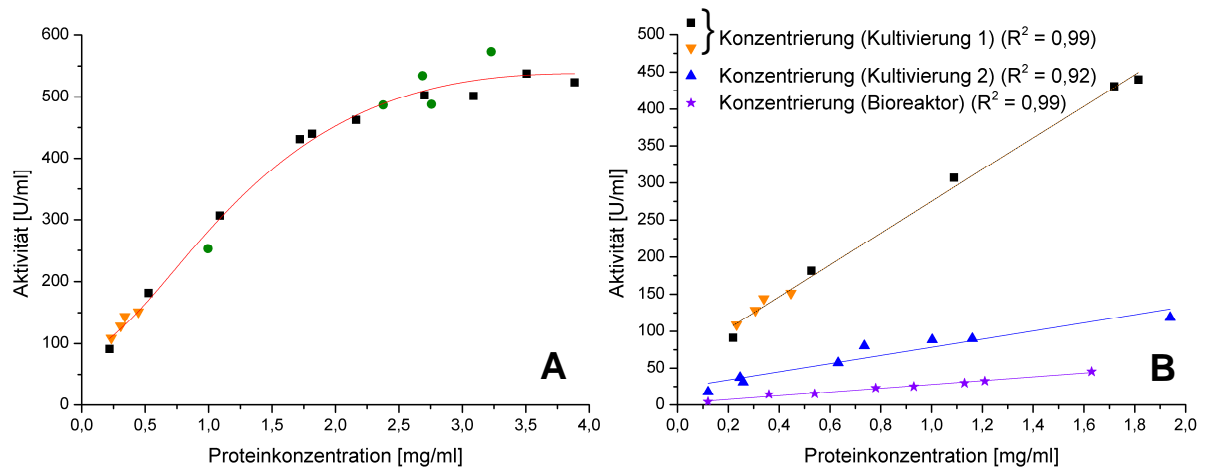 600
500
400
300
200
100
0
0,0 0,5 1,0 1,5 2,0 2,5 3,0 3,5 4,0
Aktivität [U/ml]
Proteinkonzentration [mg/ml]
A
Konzentrierung (Kultivierung 1) (R² = 0,99)
Konzentrierung (Kultivierung 2) (R² = 0,92)
Konzentrierung (Bioreaktor) (R² = 0,99)
500
450
400
350
300
250
200
150
100
50
0
0,0 0,2 0,4 0,6 0,8 1,0 1,2 1,4 1,6 1,8 2,0
Aktivität [U/ml]
Proteinkonzentration [mg/ml]
B